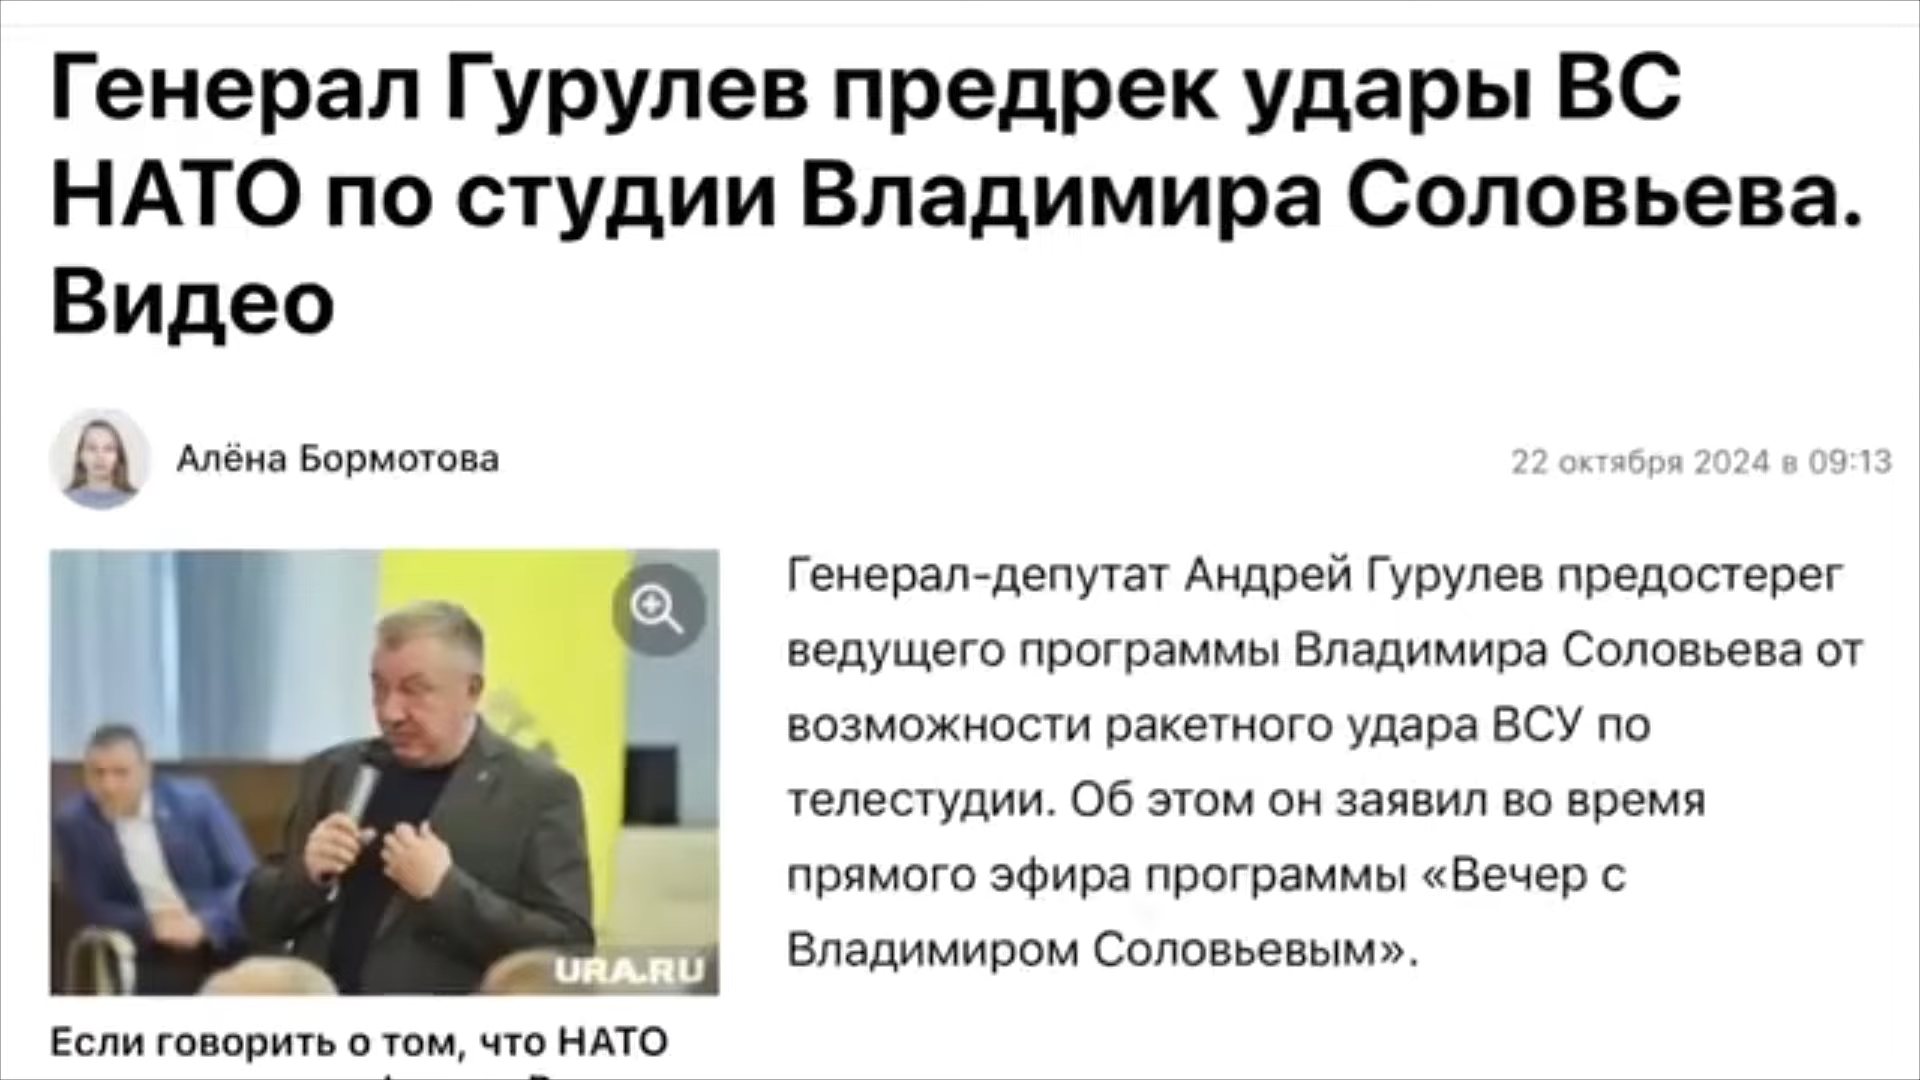 Генерал Гурулев предрек удары ВС
НАТО по студии Владимира Соловьева.
Видео
Алёна Бормотова
22 октября 2024 в 09:13
Генерал-депутат Андрей Гурулев предостерег
ведущего программы Владимира Соловьева от
возможности ракетного удара ВСУ по
телестудии. Об этом он заявил во время
прямого эфира программы «Вечер с
Владимиром Соловьевым».
URA.RU
Если говорить о том, что НАТО